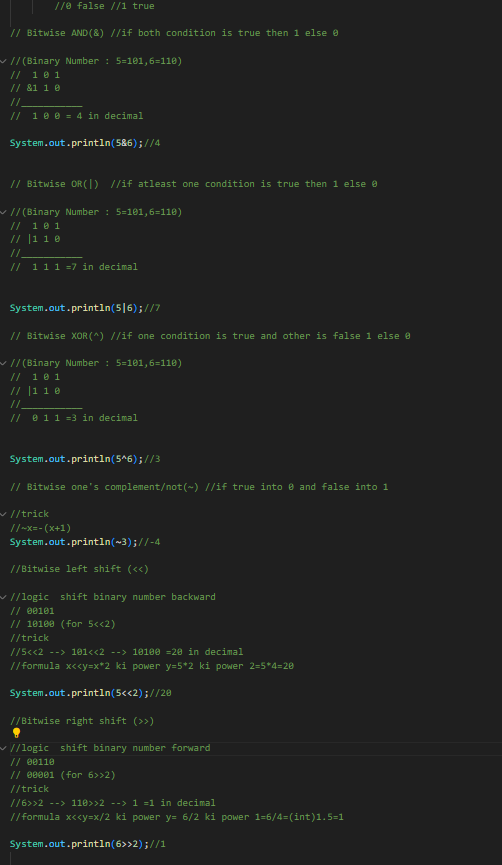 //0 false //1 true
// Bitwise AND(&) //if both condition is true then 1 else 0
//(Binary Number : 5=101,6=110)
//  1 0 1
// &1 1 0
//___________
//  1 0 0 = 4 in decimal
System.out.println(5&6);//4
// Bitwise OR(|)  //if atleast one condition is true then 1 else 0
//(Binary Number : 5=101,6=110)
//  1 0 1
// |1 1 0
//___________
//  1 1 1 =7 in decimal
System.out.println(5|6);//7
// Bitwise XOR(^) //if one condition is true and other is false 1 else 0
//(Binary Number : 5=101,6=110)
//  1 0 1
// |1 1 0
//___________
//  0 1 1 =3 in decimal
System.out.println(5^6);//3
// Bitwise one's complement/not(~) //if true into 0 and false into 1
//trick
//~x=-(x+1)
System.out.println(~3);//-4
//Bitwise left shift (<<)
//logic  shift binary number backward
// 00101
// 10100 (for 5<<2)
//trick
//5<<2 --> 101<<2 --> 10100 =20 in decimal
//formula x<<y=x*2 ki power y=5*2 ki power 2=5*4=20
System.out.println(5<<2);//20
//Bitwise right shift (>>)
//logic  shift binary number forward
// 00110
// 00001 (for 6>>2)
//trick
//6>>2 --> 110>>2 --> 1 =1 in decimal
//formula x<<y=x/2 ki power y= 6/2 ki power 1=6/4=(int)1.5=1
System.out.println(6>>2);//1